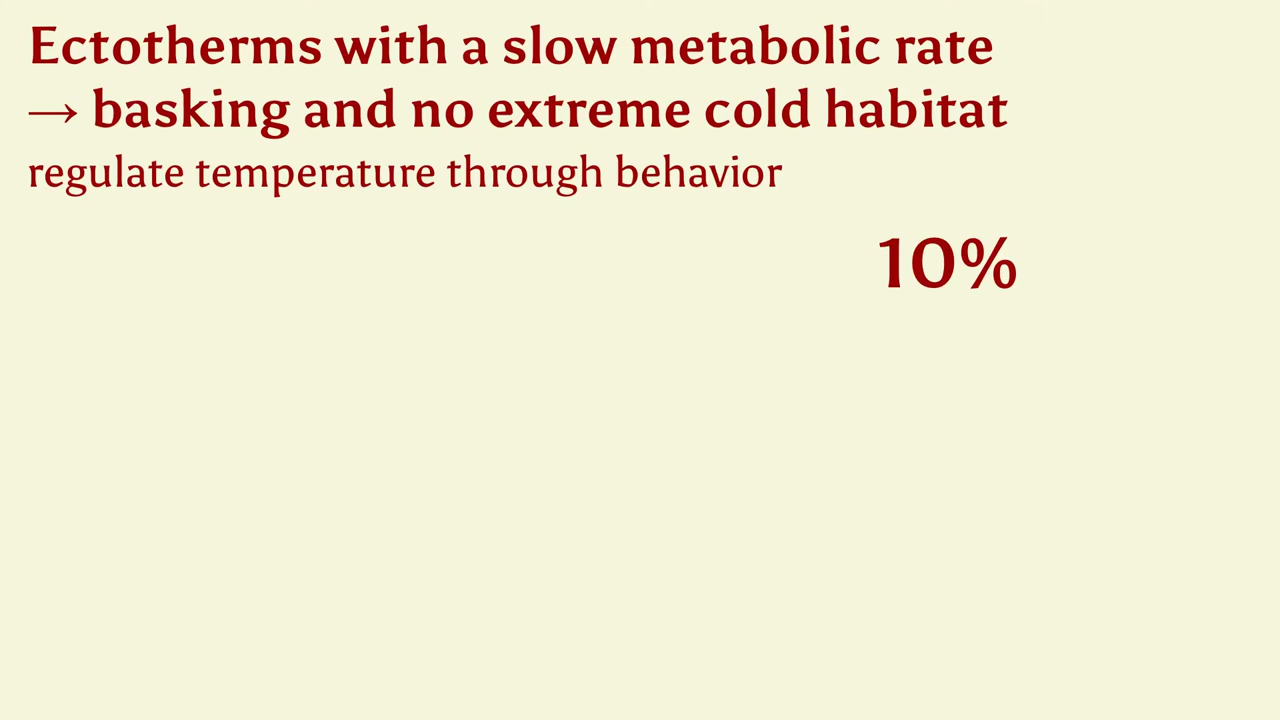 Ectotherms with a slow metabolic rate
→ basking and no extreme cold habitat
regulate temperature through behavior
10%